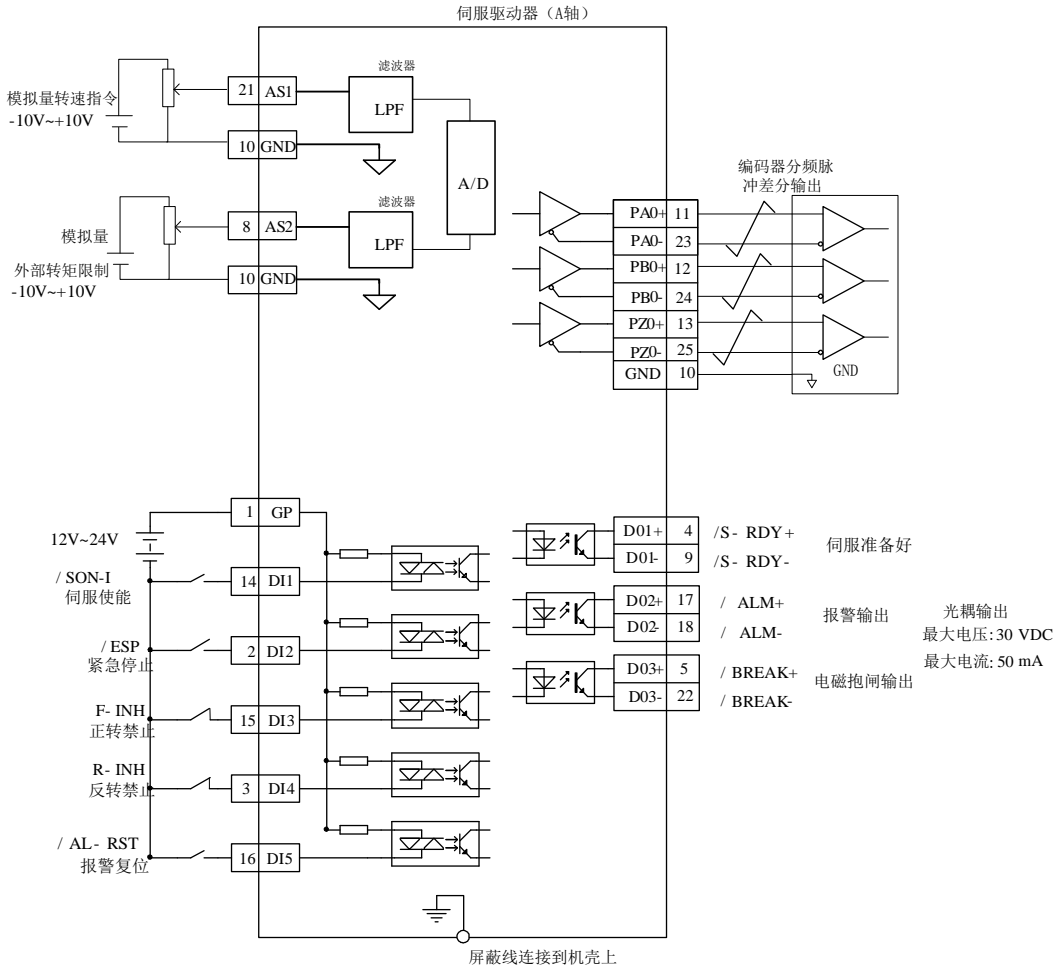 伺服驱动器（A轴）
模拟量转速指令
-10V~+10V
21 AS1
10 GND
滤波器
LPF
A/D
模拟量
外部转矩限制
-10V~+10V
8 AS2
10 GND
滤波器
LPF
编码器分频脉
冲差分输出
PA0+ 11
PA0- 23
PB0+ 12
PB0- 24
PZ0+ 13
PZ0- 25
GND 10
GND
1 GP
12V~24V
/ SON-I
伺服使能
14 DI1
/ ESP
紧急停止
2 DI2
F- INH
正转禁止
15 DI3
R- INH
反转禁止
3 DI4
/ AL- RST
报警复位
16 DI5
D01+ 4 /S- RDY+
D01- 9 /S- RDY-
伺服准备好
D02+ 17 / ALM+
D02- 18 / ALM-
报警输出
D03+ 5 / BREAK+
D03- 22 / BREAK-
电磁抱闸输出
光耦输出
最大电压:30 VDC
最大电流:50 mA
屏蔽线连接到机壳上